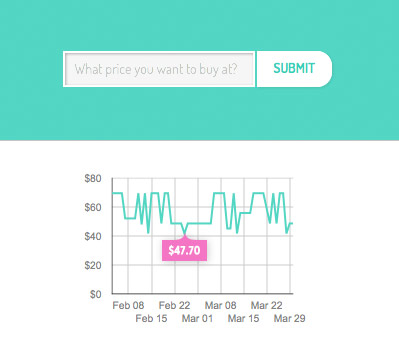 What price you want to buy at?
SUBMIT
$80
$60
$40
$20
$0
$47.70
Feb 08 Feb 22 Mar 08 Mar 22
Feb 15 Mar 01 Mar 15 Mar 29